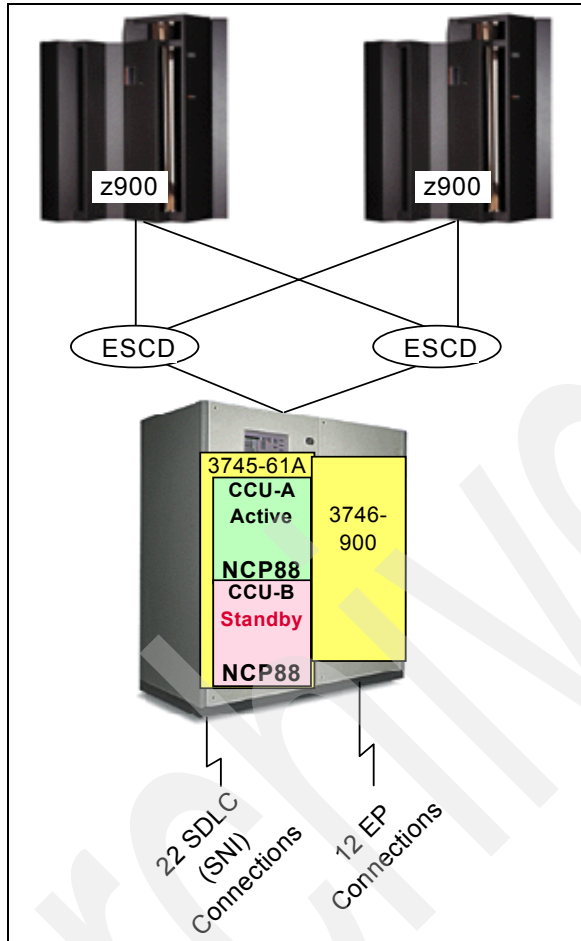 z900
z900
ESCD
ESCD
3745-61A
CCU-A
Active
NCP88
CCU-B
Standby
NCP88
3746-
900
22 SDLC
(SNI)
Connections
12 EP
Connections